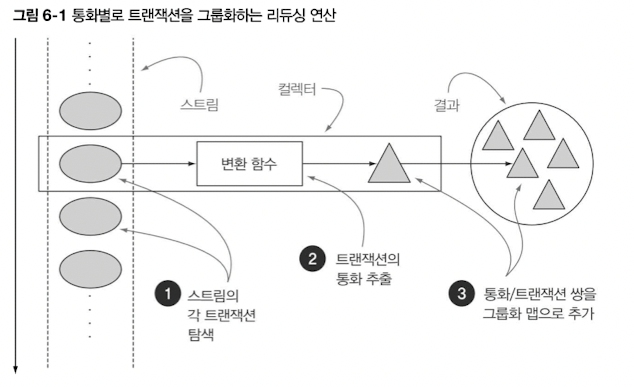 그림 6-1 통화별로 트랜잭션을 그룹화하는 리듀싱 연산
스트림
컬렉터
결과
변환 함수
1 스트림의
각 트랜잭션
탐색
2 트랜잭션의
통화 추출
3 통화/트랜잭션 쌍을
그룹화 맵으로 추가